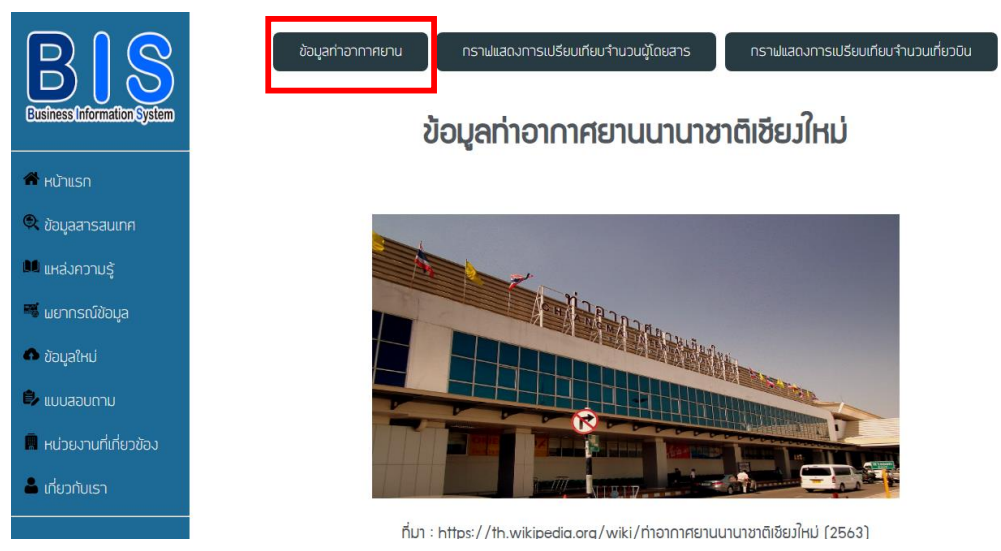 BIS
Business Information System
หน้าแรก
ข้อมูลสารสนเทศ
แหล่งความรู้
พยากรณ์ข้อมูล
ข้อมูลใหม่
แบบสอบถาม
หน่วยงานที่เกี่ยวข้อง
เกี่ยวกับเรา
ข้อมูลท่าอากาศยาน
กราฟแสดงการเปรียบเทียบจำนวนผู้โดยสาร
กราฟแสดงการเปรียบเทียบจำนวนเที่ยวบิน
ข้อมูลท่าอากาศยานนานาชาติเชียงใหม่
ท่าอากาศยานเชียงใหม่
ที่มา : https://th.wikipedia.org/wiki/ท่าอากาศยานนานาชาติเชียงใหม่ (2563)